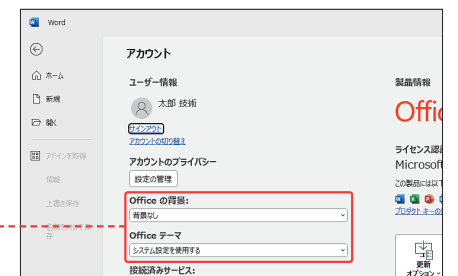 Word
アカウント
ホーム
新規
開く
アドインを取得
情報
上書き保存
存
ユーザー情報
太郎 技術
サインアウト
アカウントの切り替え
アカウントのプライバシー
設定の管理
Office の背景:
背景なし
Office テーマ
システム設定を使用する
接続済みサービス:
製品情報
Offic
ライセンス認
Microsoft
この製品には以下
プロダクト キーの
更新
オプション